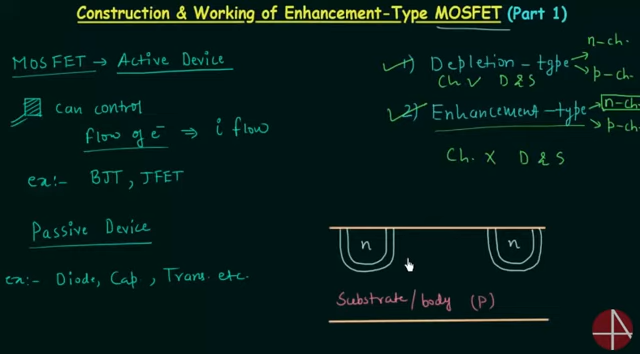 Construction & Working of Enhancement-Type MOSFET (Part 1)
MOSFET → Active Device
can control
flow of e⁻ ⇒ i flow
ex:- BJT, JFET
Passive Device
ex:- Diode, Cap, Trans. etc.
1) Depletion-type
n-ch.
p-ch.
Ch ✓ D & S
2) Enhancement-type
n-ch.
p-ch.
Ch. X D & S
n
n
Substrate/body (P)